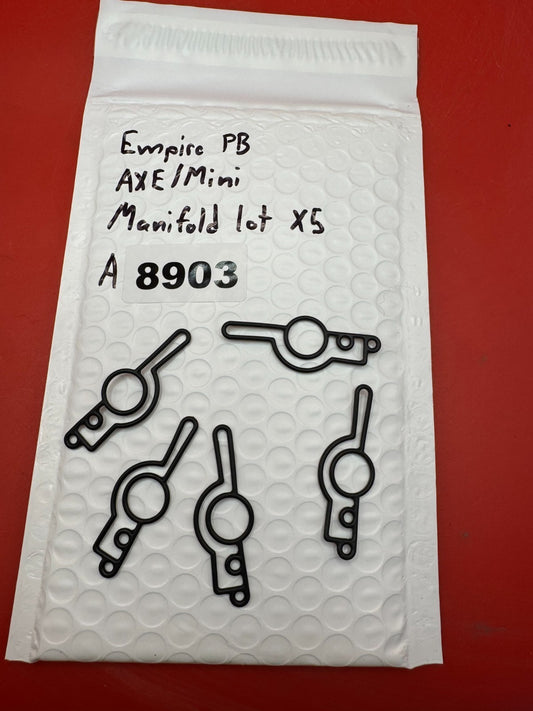 Empire PB
AXE/Mini
Manifold lot X5
A 8903